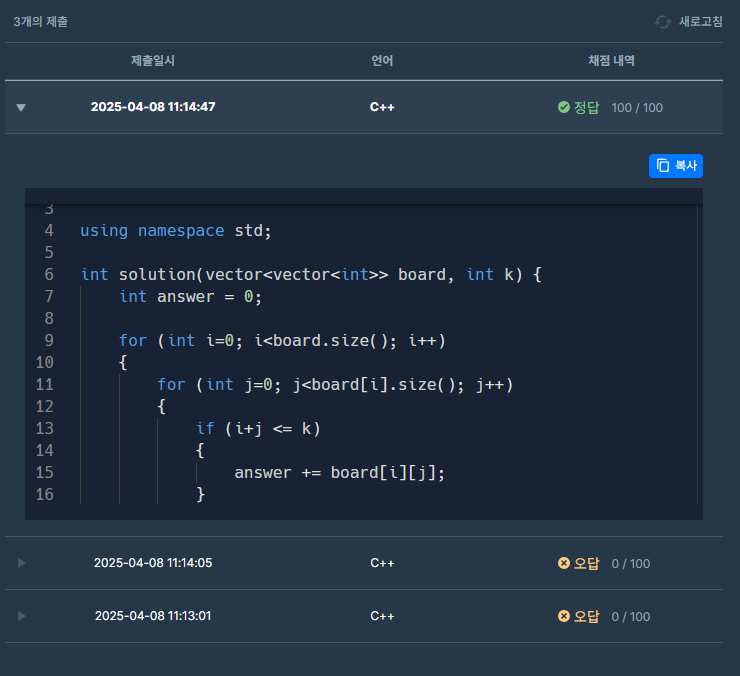 3개의 제출 새로고침
제출일시 언어 채점 내역
2025-04-08 11:14:47 C++ 정답 100 / 100
복사
3
4 using namespace std;
5
6 int solution(vector<vector<int>> board, int k) {
7 int answer = 0;
8
9 for (int i=0; i<board.size(); i++)
10 {
11 for (int j=0; j<board[i].size(); j++)
12 {
13 if (i+j <= k)
14 {
15 answer += board[i][j];
16 }
2025-04-08 11:14:05 C++ 오답 0 / 100
2025-04-08 11:13:01 C++ 오답 0 / 100